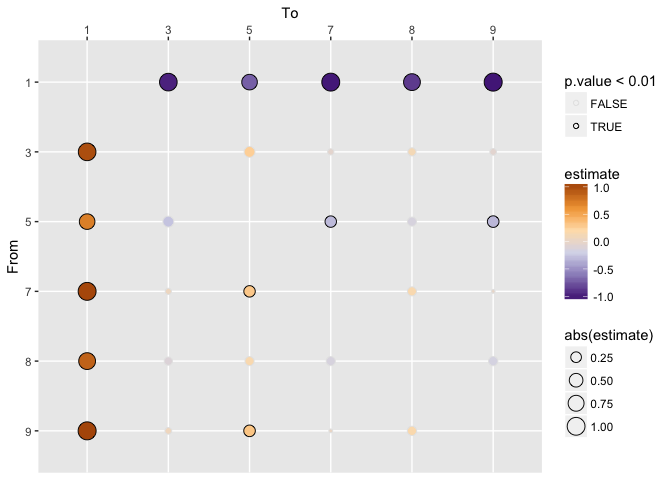 To
1 3 5 7 8 9
From
1
3
5
7
8
9
p.value < 0.01
FALSE
TRUE
estimate
1.0
0.5
0.0
-0.5
-1.0
abs(estimate)
0.25
0.50
0.75
1.00